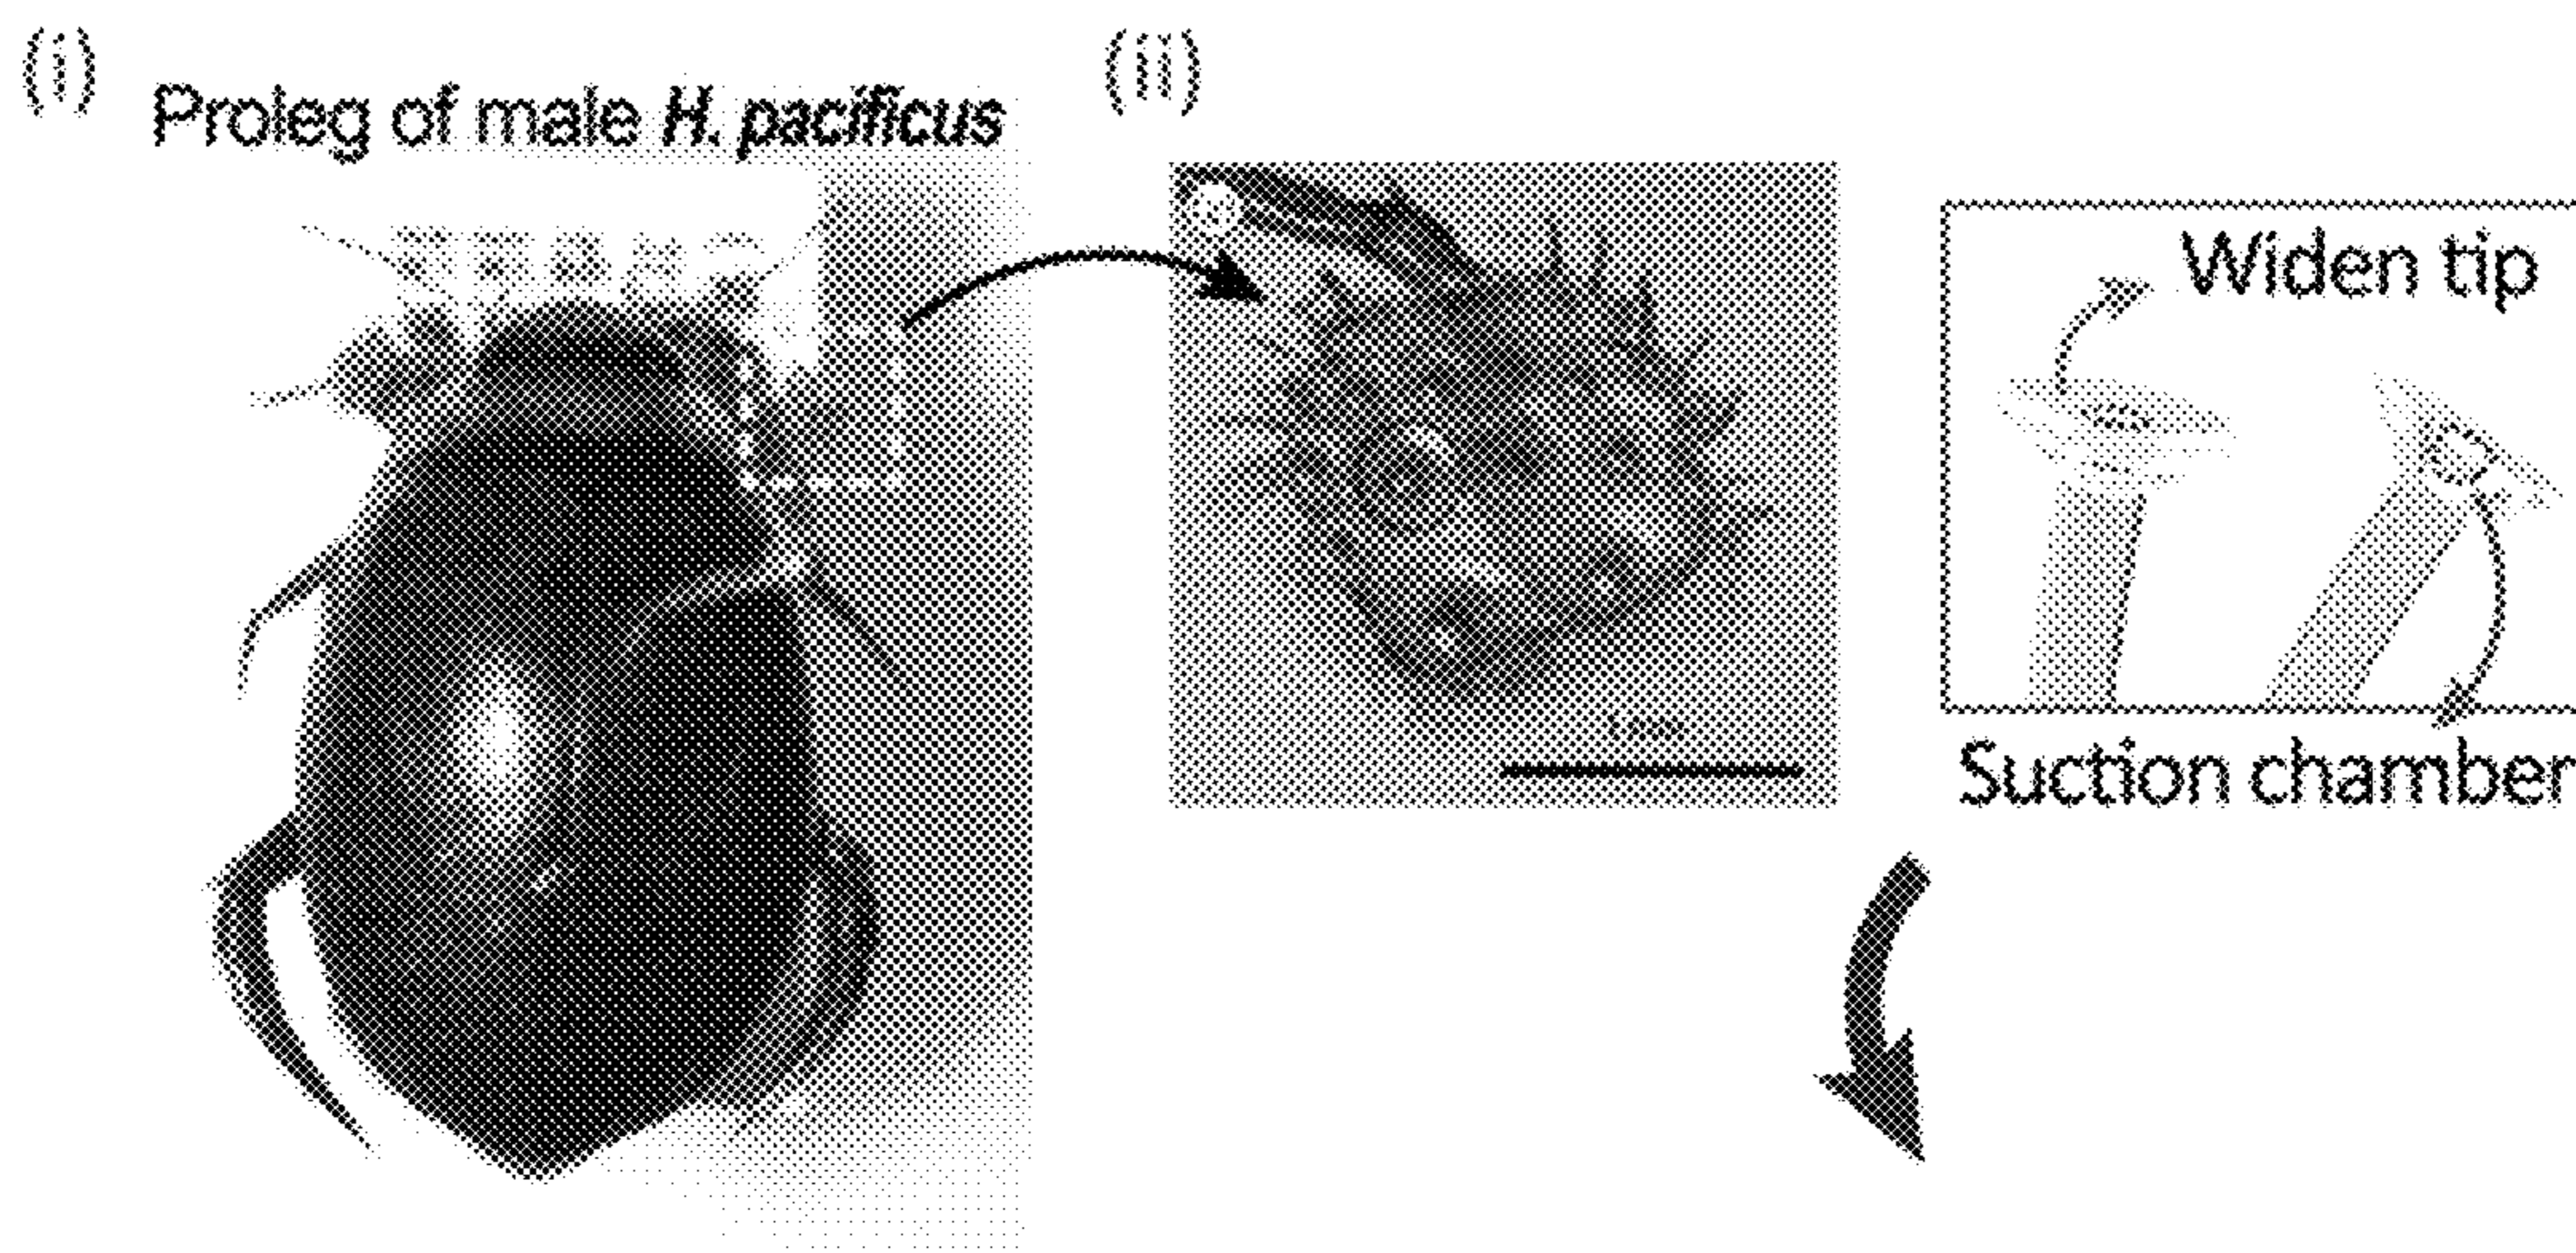 (i)
Proleg of male H. pacificus
(ii)
Widen tip
Suction chamber